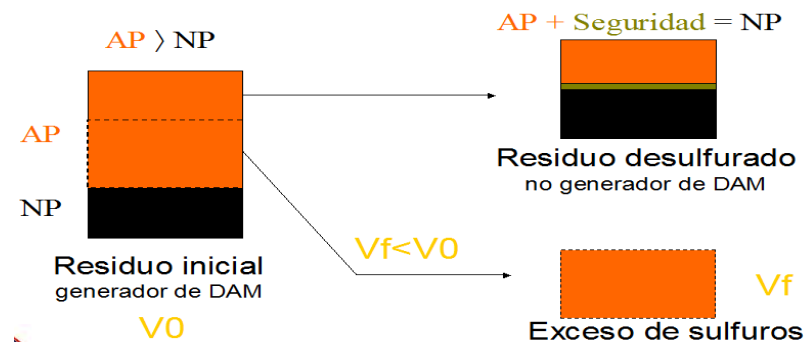 AP 〉 NP
AP
NP
Residuo inicial
generador de DAM
V0
Vf<V0
AP + Seguridad = NP
Residuo desulfurado
no generador de DAM
Vf
Exceso de sulfuros